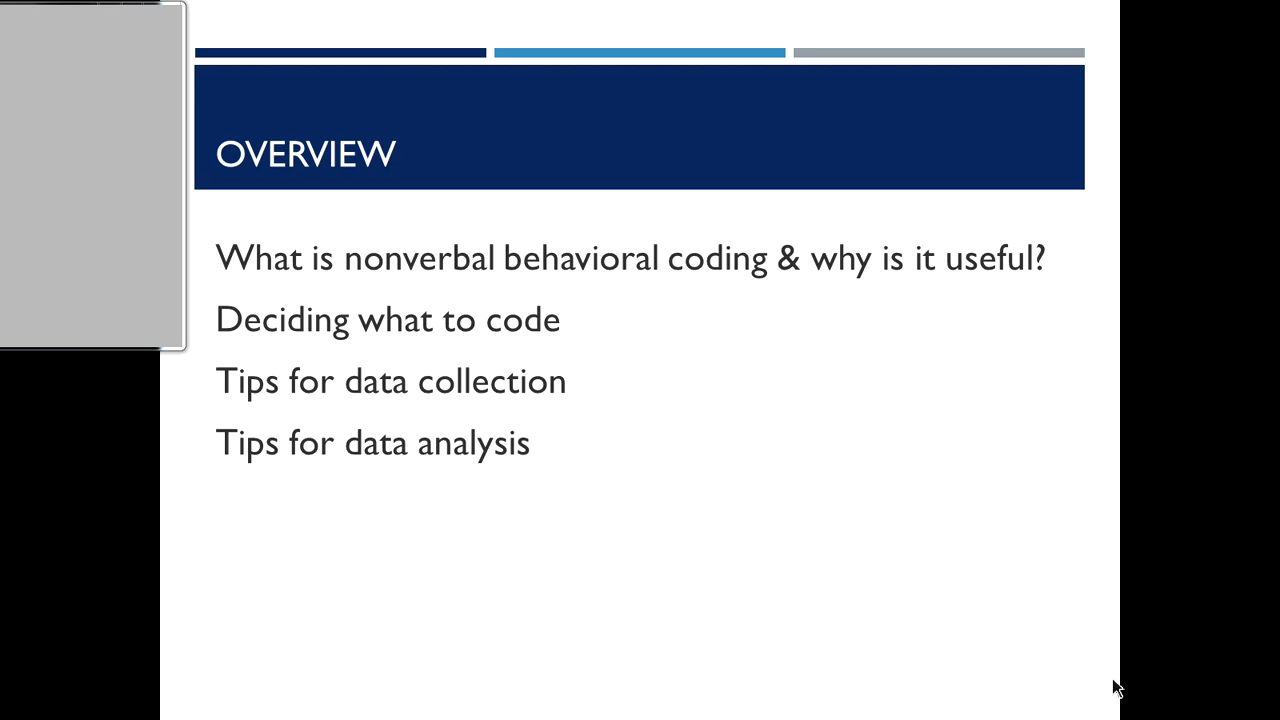 OVERVIEW
What is nonverbal behavioral coding & why is it useful?
Deciding what to code
Tips for data collection
Tips for data analysis